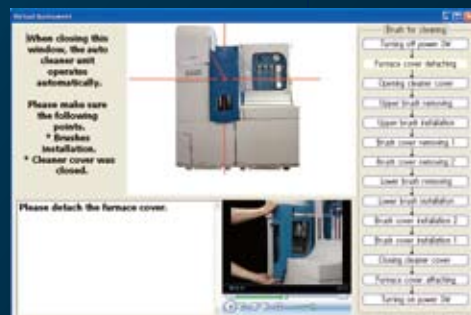 Virtual Instrument
When closing this
window, the auto
cleaner unit
operates
automatically.
Please make sure
the following
points.
* Brushes
installation.
* Cleaner cover was
closed.
Please detach the furnace cover.
Brush for cleaning
Turning off power SW
Furnace cover detaching
Opening cleaner cover
Upper brush removing
Upper brush installation
Brush cover removing 1
Brush cover removing 2
Lower brush removing
Lower brush installation
Brush cover installation 2
Brush cover installation 1
Closing cleaner cover
Furnace cover attaching
Turning on power SW